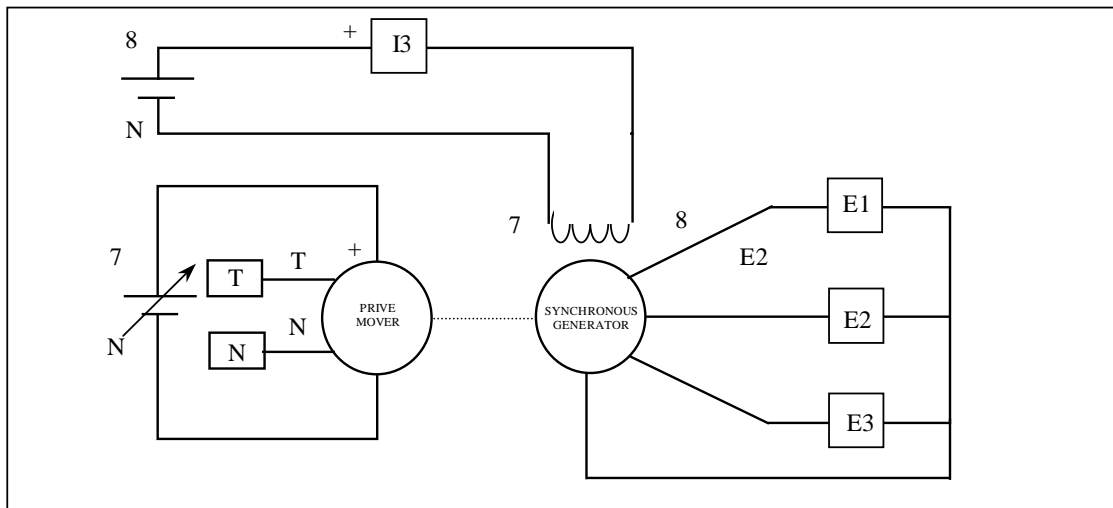 8
+
I3
N
7
8
E1
E2
7
T
T
+
PRIVE
MOVER
SYNCHRONOUS
GENERATOR
E2
N
N
N
E3